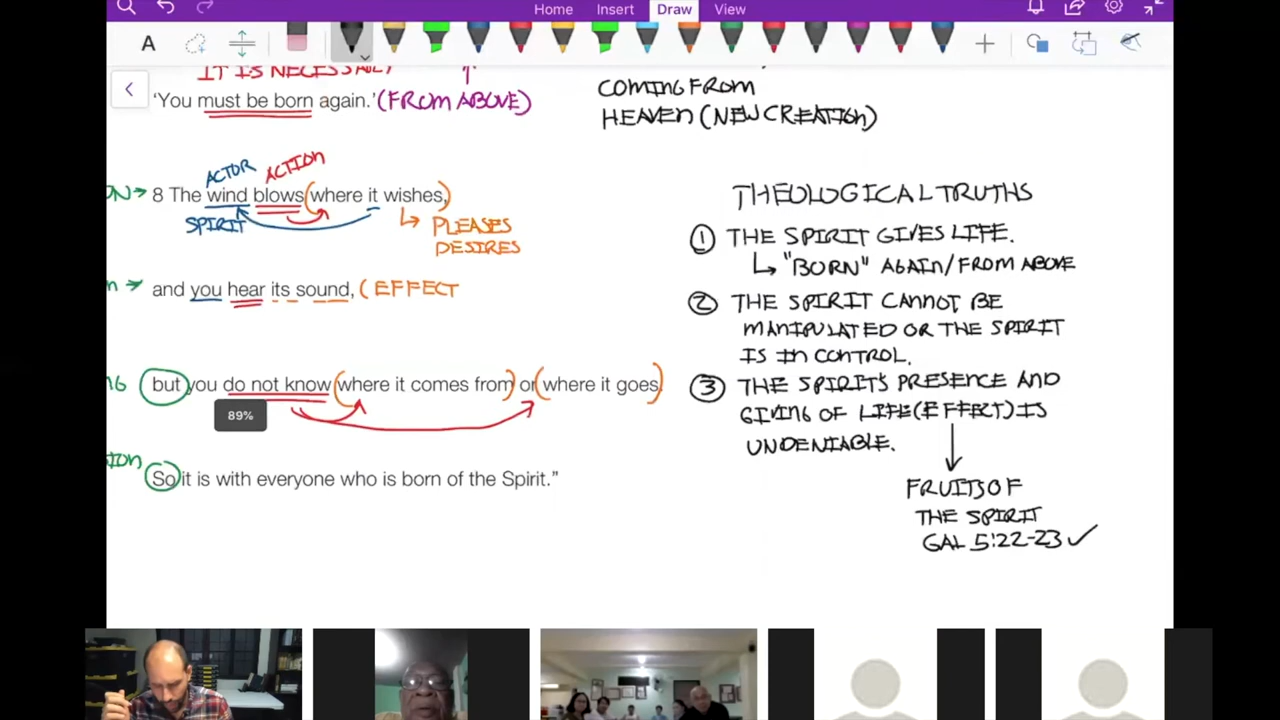 Home Insert Draw View
A
IT IS NECESSARY
'You must be born again.' (FROM ABOVE)
COMING FROM
HEAVEN (NEW CREATION)
ACTOR ACTION
8 The wind blows (where it wishes,)
SPIRIT
PLEASES
DESIRES
and you hear its sound, (EFFECT
but you do not know (where it comes from) or (where it goes.)
89%
So it is with everyone who is born of the Spirit."
THEOLOGICAL TRUTHS
1 THE SPIRIT GIVES LIFE.
"BORN" AGAIN/FROM ABOVE
2 THE SPIRIT CANNOT BE
MANIPULATED OR THE SPIRIT
IS IN CONTROL.
3 THE SPIRIT'S PRESENCE AND
GIVING OF LIFE (EFFECT) IS
UNDENIABLE.
FRUITS OF
THE SPIRIT
GAL 5:22-23